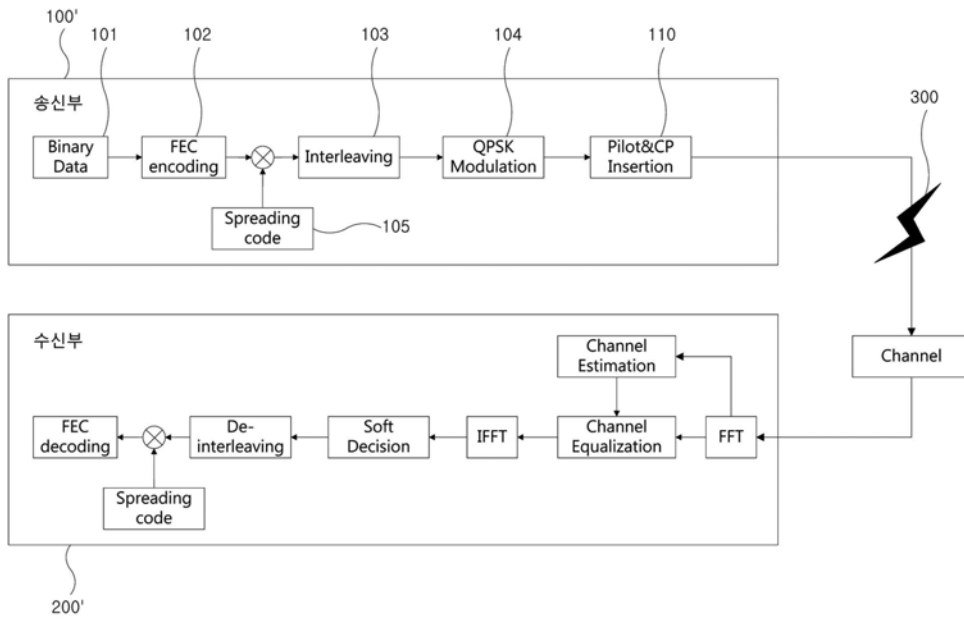 100'
101
102
103
104
110
300
송신부
Binary
Data
FEC
encoding
Interleaving
QPSK
Modulation
Pilot&CP
Insertion
Spreading
code
105
수신부
Channel
Estimation
Channel
FEC
decoding
De-
interleaving
Soft
Decision
IFFT
Channel
Equalization
FFT
Spreading
code
200'